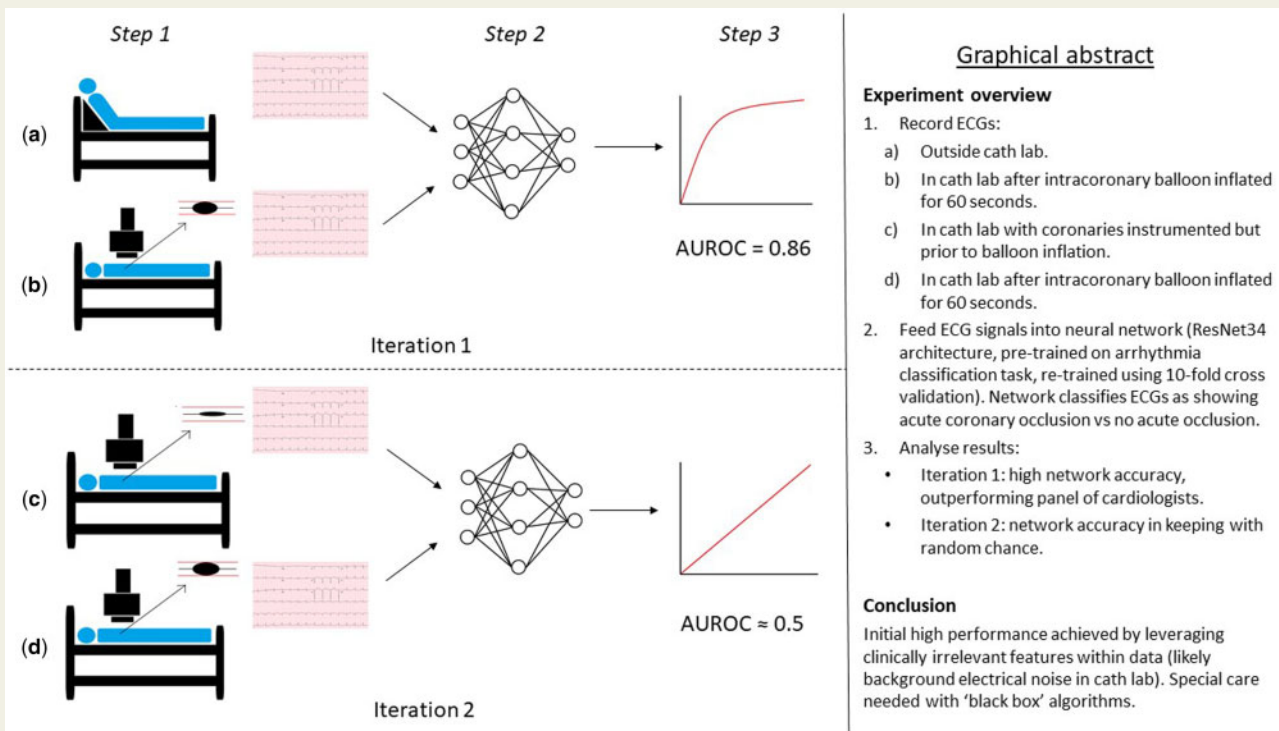 Step 1
Step 2
Step 3
(a)
(b)
AUROC = 0.86
Iteration 1
(c)
(d)
AUROC ≈ 0.5
Iteration 2
Graphical abstract
Experiment overview
1. Record ECGs:
a) Outside cath lab.
b) In cath lab after intracoronary balloon inflated
for 60 seconds.
c) In cath lab with coronaries instrumented but
prior to balloon inflation.
d) In cath lab after intracoronary balloon inflated
for 60 seconds.
2. Feed ECG signals into neural network (ResNet34
architecture, pre-trained on arrhythmia
classification task, re-trained using 10-fold cross
validation). Network classifies ECGs as showing
acute coronary occlusion vs no acute occlusion.
3. Analyse results:
• Iteration 1: high network accuracy,
outperforming panel of cardiologists.
• Iteration 2: network accuracy in keeping with
random chance.
Conclusion
Initial high performance achieved by leveraging
clinically irrelevant features within data (likely
background electrical noise in cath lab). Special care
needed with ‘black box’ algorithms.